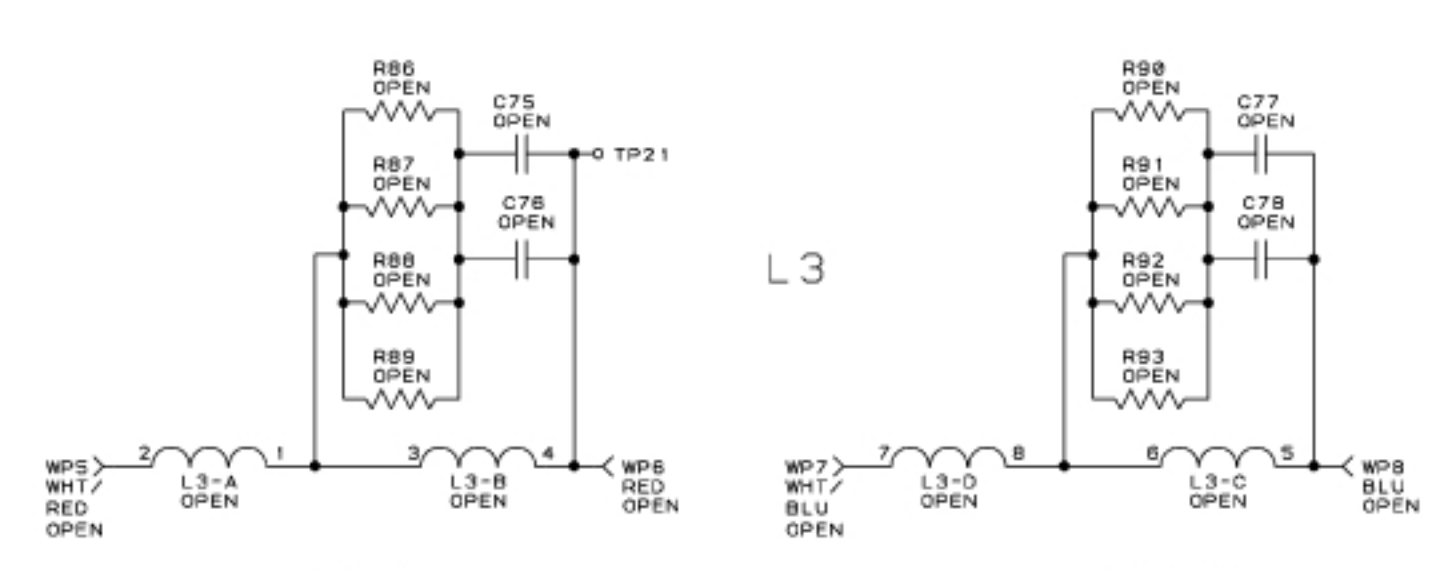 R86
OPEN
C75
OPEN
TP21
R87
OPEN
C76
OPEN
R88
OPEN
R89
OPEN
2
1
3
4
WP5
WHT/
RED
OPEN
L3-A
OPEN
L3-B
OPEN
WP6
RED
OPEN
L3
R90
OPEN
C77
OPEN
R91
OPEN
C78
OPEN
R92
OPEN
R93
OPEN
7
8
6
5
WP7
WHT/
BLU
OPEN
L3-D
OPEN
L3-C
OPEN
WP8
BLU
OPEN